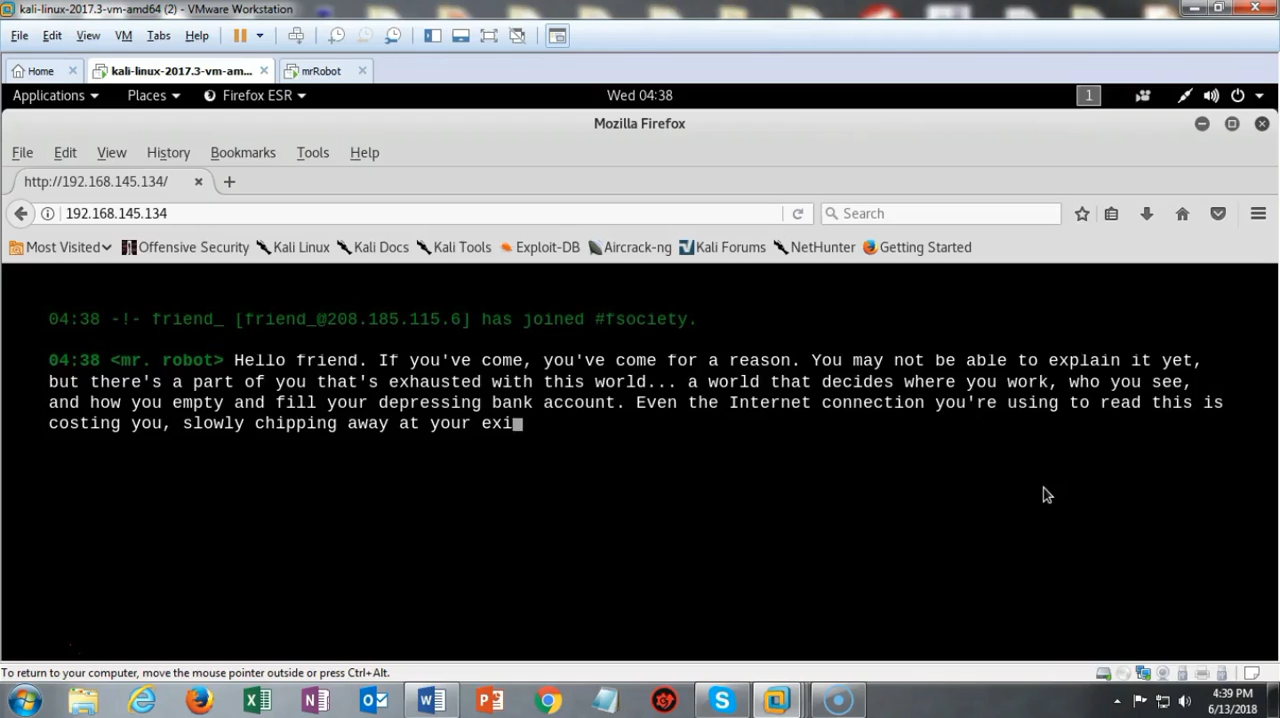 kali-linux-2017.3-vm-amd64 (2) - VMware Workstation
File Edit View VM Tabs Help
Home kali-linux-2017.3-vm-am... mrRobot
Applications Places Firefox ESR Wed 04:38 1
Mozilla Firefox
File Edit View History Bookmarks Tools Help
http://192.168.145.134/
192.168.145.134 Search
Most Visited Offensive Security Kali Linux Kali Docs Kali Tools Exploit-DB Aircrack-ng Kali Forums NetHunter Getting Started
04:38 -!- friend_ [friend_@208.185.115.6] has joined #fsociety.
04:38 <mr. robot> Hello friend. If you've come, you've come for a reason. You may not be able to explain it yet,
but there's a part of you that's exhausted with this world... a world that decides where you work, who you see,
and how you empty and fill your depressing bank account. Even the Internet connection you're using to read this is
costing you, slowly chipping away at your exi
To return to your computer, move the mouse pointer outside or press Ctrl+Alt.
4:39 PM
6/13/2018